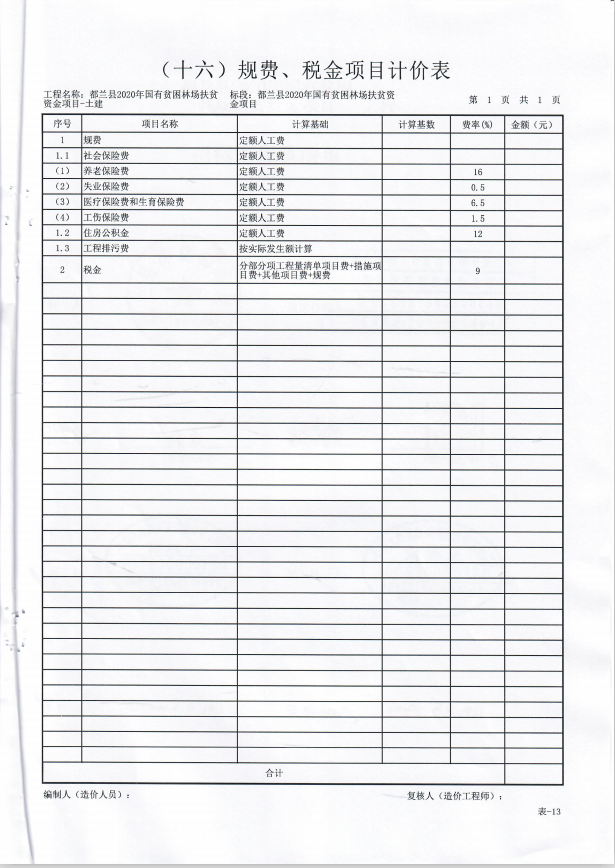 （十六）规费、税金项目计价表
工程名称：都兰县2020年国有贫困林场扶贫 标段：都兰县2020年国有贫困林场扶贫资
资金项目-土建 金项目 第 1 页 共 1 页
序号 项目名称 计算基础 计算基数 费率(%) 金额（元）
1 规费 定额人工费
1.1 社会保险费 定额人工费
(1) 养老保险费 定额人工费 16
(2) 失业保险费 定额人工费 0.5
(3) 医疗保险费和生育保险费 定额人工费 6.5
(4) 工伤保险费 定额人工费 1.5
1.2 住房公积金 定额人工费 12
1.3 工程排污费 按实际发生额计算
2 税金 分部分项工程量清单项目费+措施项
目费+其他项目费+规费 9
合计
编制人（造价人员）： 复核人（造价工程师）：
表-13